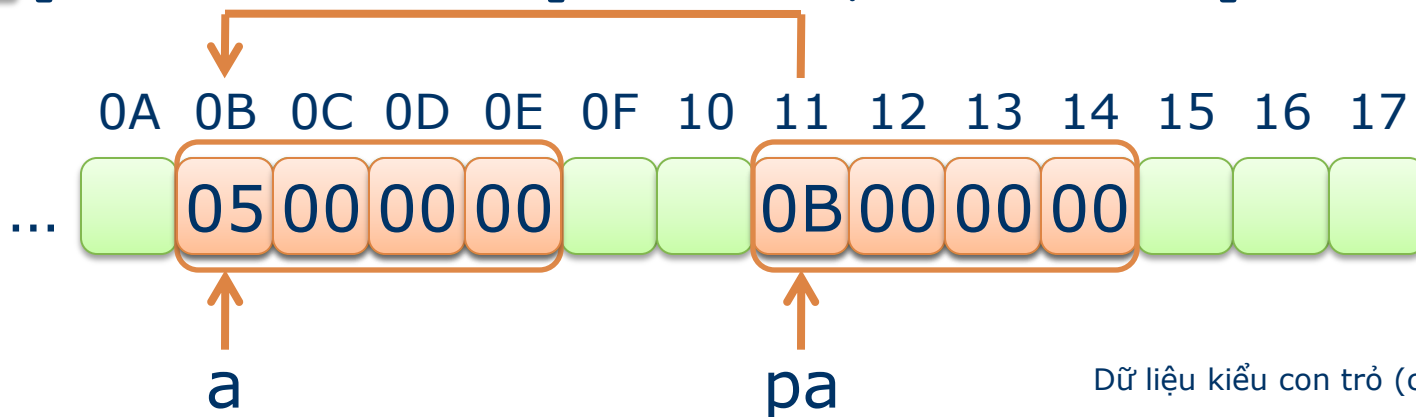 0A 0B 0C 0D 0E 0F 10 11 12 13 14 15 16 17
... 05 00 00 00 0B 00 00 00
a pa
Dữ liệu kiểu con trỏ